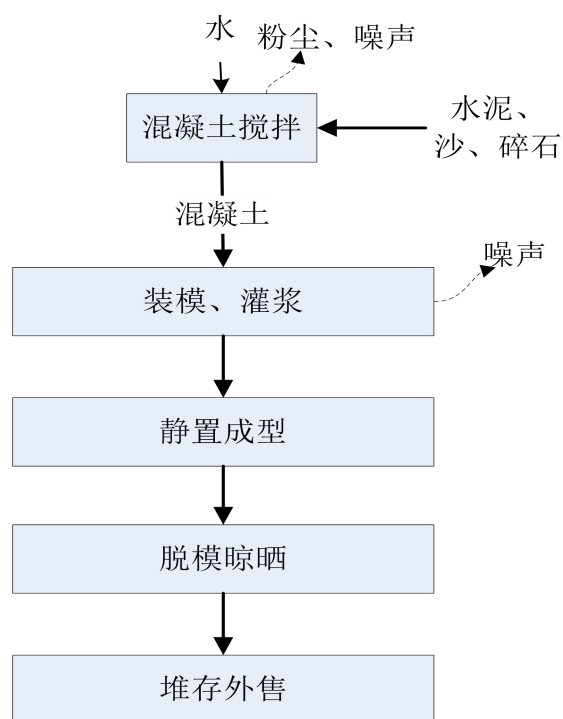 水
粉尘、噪声
混凝土搅拌
水泥、
沙、碎石
混凝土
噪声
装模、灌浆
静置成型
脱模晾晒
堆存外售